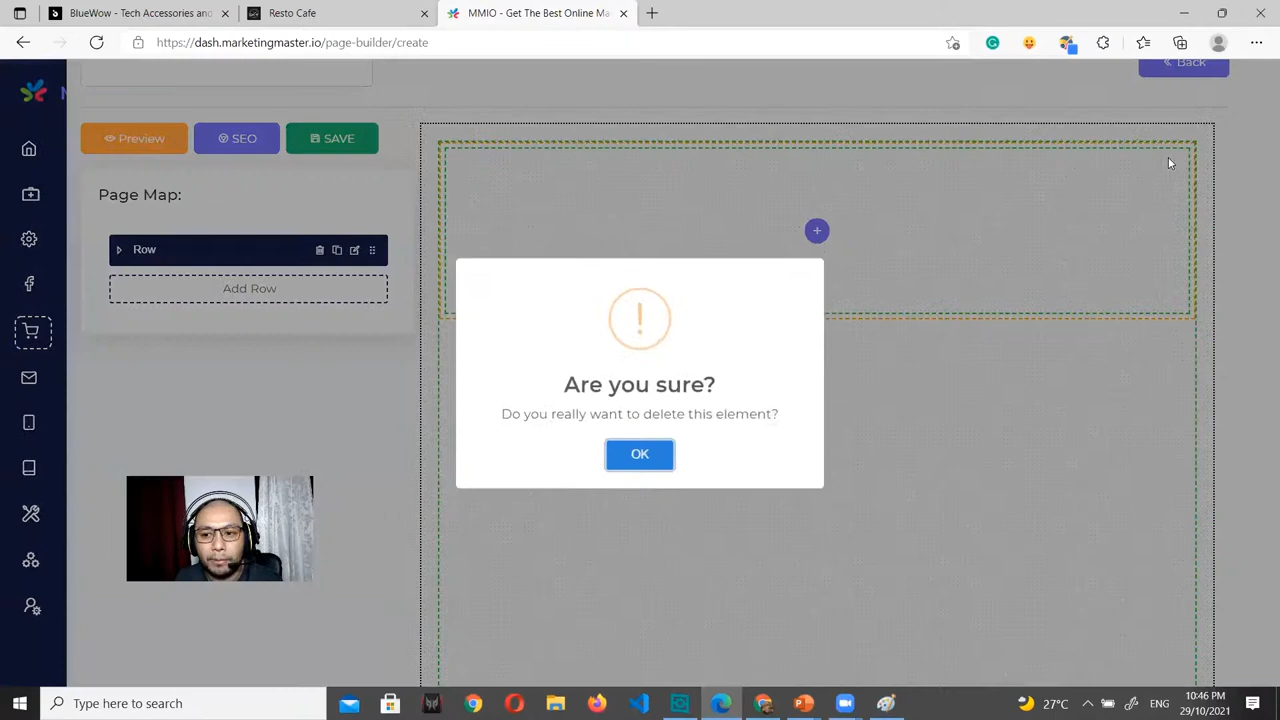 BlueWow - Tech Accessories and
Resto Cafe
MMIO - Get The Best Online Ma
https://dash.marketingmaster.io/page-builder/create
Back
Preview
SEO
SAVE
Page Map:
Row
Add Row
Are you sure?
Do you really want to delete this element?
OK
Type here to search
27°C
ENG
10:46 PM
29/10/2021